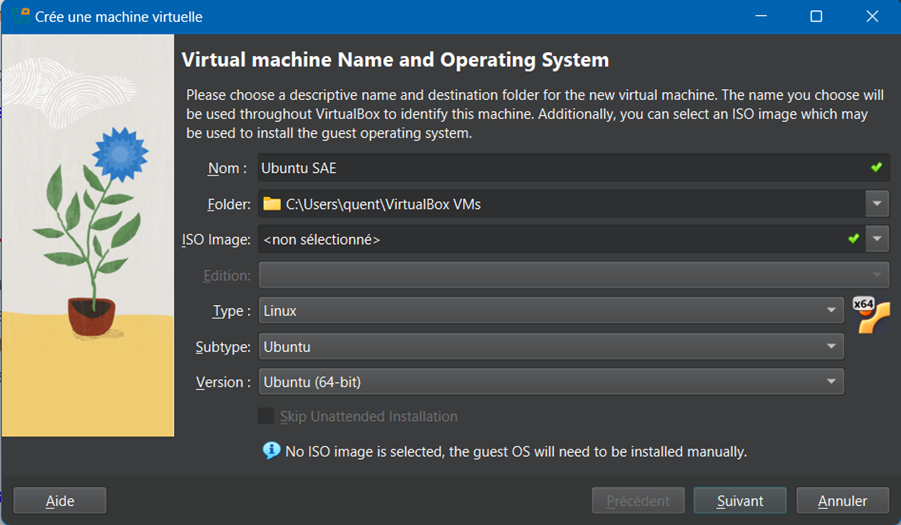 Crée une machine virtuelle
Virtual machine Name and Operating System
Please choose a descriptive name and destination folder for the new virtual machine. The name you choose will
be used throughout VirtualBox to identify this machine. Additionally, you can select an ISO image which may
be used to install the guest operating system.
Nom : Ubuntu SAE
Folder: C:\Users\quent\VirtualBox VMs
ISO Image: <non sélectionné>
Edition:
Type : Linux
x64
Subtype: Ubuntu
Version : Ubuntu (64-bit)
Skip Unattended Installation
No ISO image is selected, the guest OS will need to be installed manually.
Aide Précédent Suivant Annuler